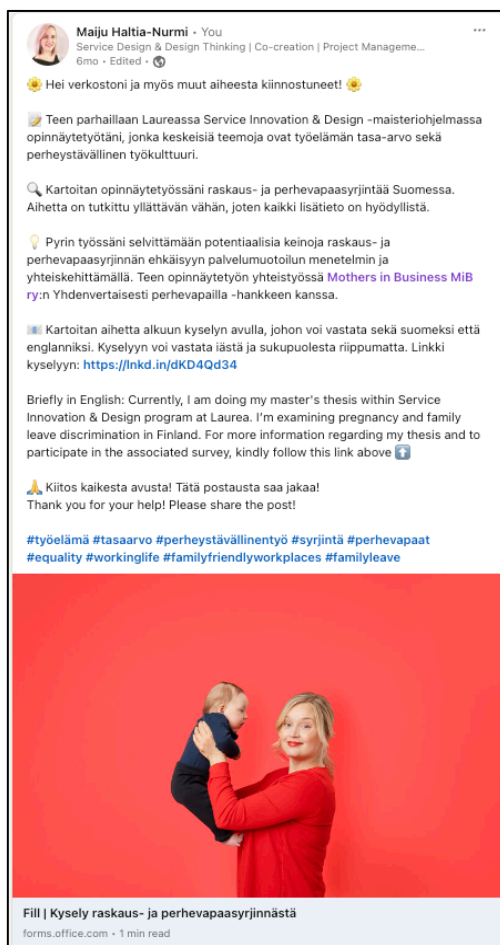 Maiju Haltia-Nurmi • You
Service Design & Design Thinking | Co-creation | Project Manageme...
6mo • Edited •
🌼 Hei verkostoni ja myös muut aiheesta kiinnostuneet! 🌼
📝 Teen parhaillaan Laureassa Service Innovation & Design -maisteriohjelmassa
opinnäytetyötäni, jonka keskeisiä teemoja ovat työelämän tasa-arvo sekä
perheystävällinen työkulttuuri.
🔍 Kartoitan opinnäytetyössäni raskaus- ja perhevapaasyrjintää Suomessa.
Aihetta on tutkittu yllättävän vähän, joten kaikki lisätieto on hyödyllistä.
💡 Pyrin työssäni selvittämään potentiaalisia keinoja raskaus- ja
perhevapaasyrjinnän ehkäisyyn palvelumuotoilun menetelmin ja
yhteiskehittämällä. Teen opinnäytetyön yhteistyössä Mothers in Business MiB
ry:n Yhdenvertaisesti perhevapailla -hankkeen kanssa.
📧 Kartoitan aihetta alkuun kyselyn avulla, johon voi vastata sekä suomeksi että
englanniksi. Kyselyyn voi vastata iästä ja sukupuolesta riippumatta. Linkki
kyselyyn: https://lnkd.in/dKD4Qd34
Briefly in English: Currently, I am doing my master's thesis within Service
Innovation & Design program at Laurea. I'm examining pregnancy and family
leave discrimination in Finland. For more information regarding my thesis and to
participate in the associated survey, kindly follow this link above ⬆️
🙏 Kiitos kaikesta avusta! Tätä postausta saa jakaa!
Thank you for your help! Please share the post!
#työelämä #tasaarvo #perheystävällinentyö #syrjintä #perhevapaat
#equality #workinglife #familyfriendlyworkplaces #familyleave
Fill | Kysely raskaus- ja perhevapaasyrjinnästä
forms.office.com • 1 min read